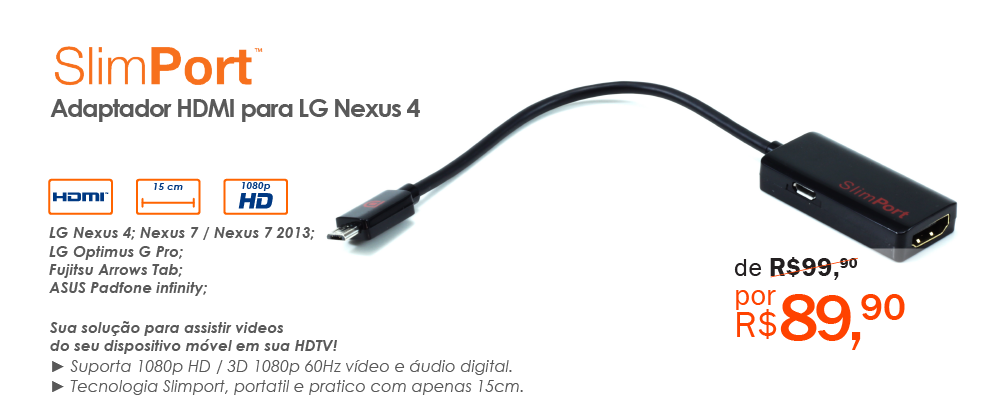 SlimPort™
Adaptador HDMI para LG Nexus 4
HDMI™
15 cm
1080p
HD
LG Nexus 4; Nexus 7 / Nexus 7 2013;
LG Optimus G Pro;
Fujitsu Arrows Tab;
ASUS Padfone infinity;
Sua solução para assistir videos
do seu dispositivo móvel em sua HDTV!
► Suporta 1080p HD / 3D 1080p 60Hz vídeo e áudio digital.
► Tecnologia Slimport, portatil e pratico com apenas 15cm.
SlimPort
de R$99,90
por
R$89,90